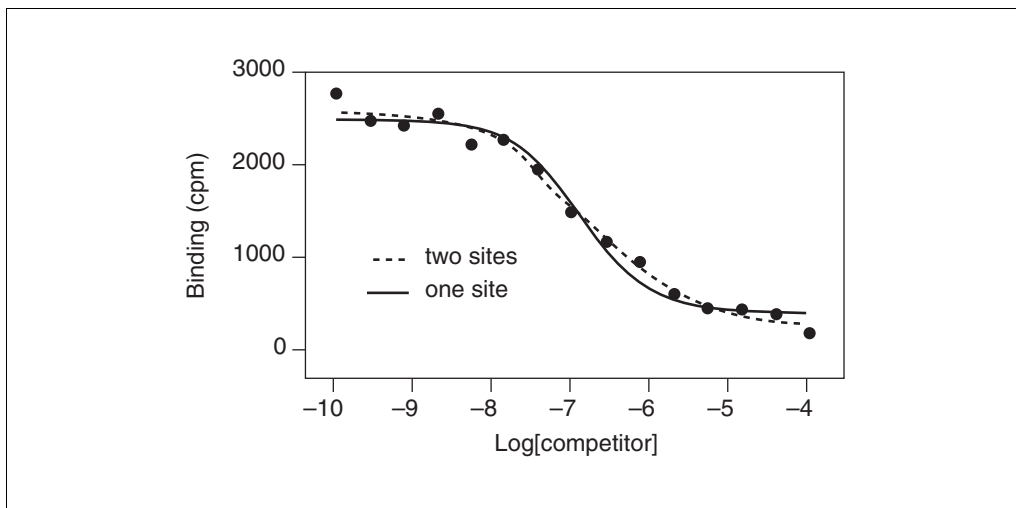 3000
2000
1000
0
Binding (cpm)
two sites
one site
–10 –9 –8 –7 –6 –5 –4
Log[competitor]